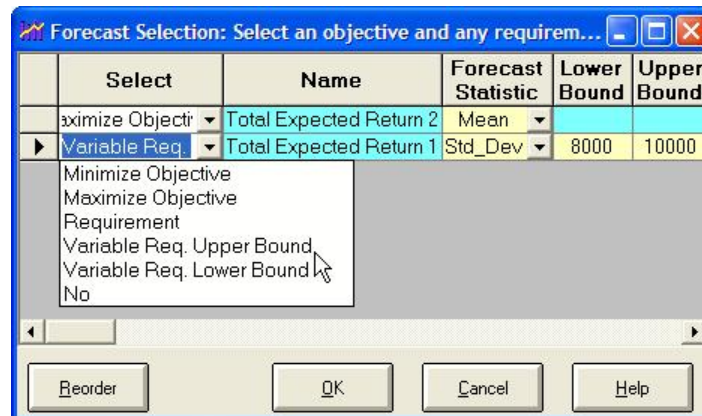 Forecast Selection: Select an objective and any requirem...
Select Name Forecast Statistic Lower Bound Upper Bound
aximize Objectiv Total Expected Return 2 Mean
Variable Req. Total Expected Return 1 Std_Dev 8000 10000
Minimize Objective
Maximize Objective
Requirement
Variable Req. Upper Bound
Variable Req. Lower Bound
No
Reorder OK Cancel Help